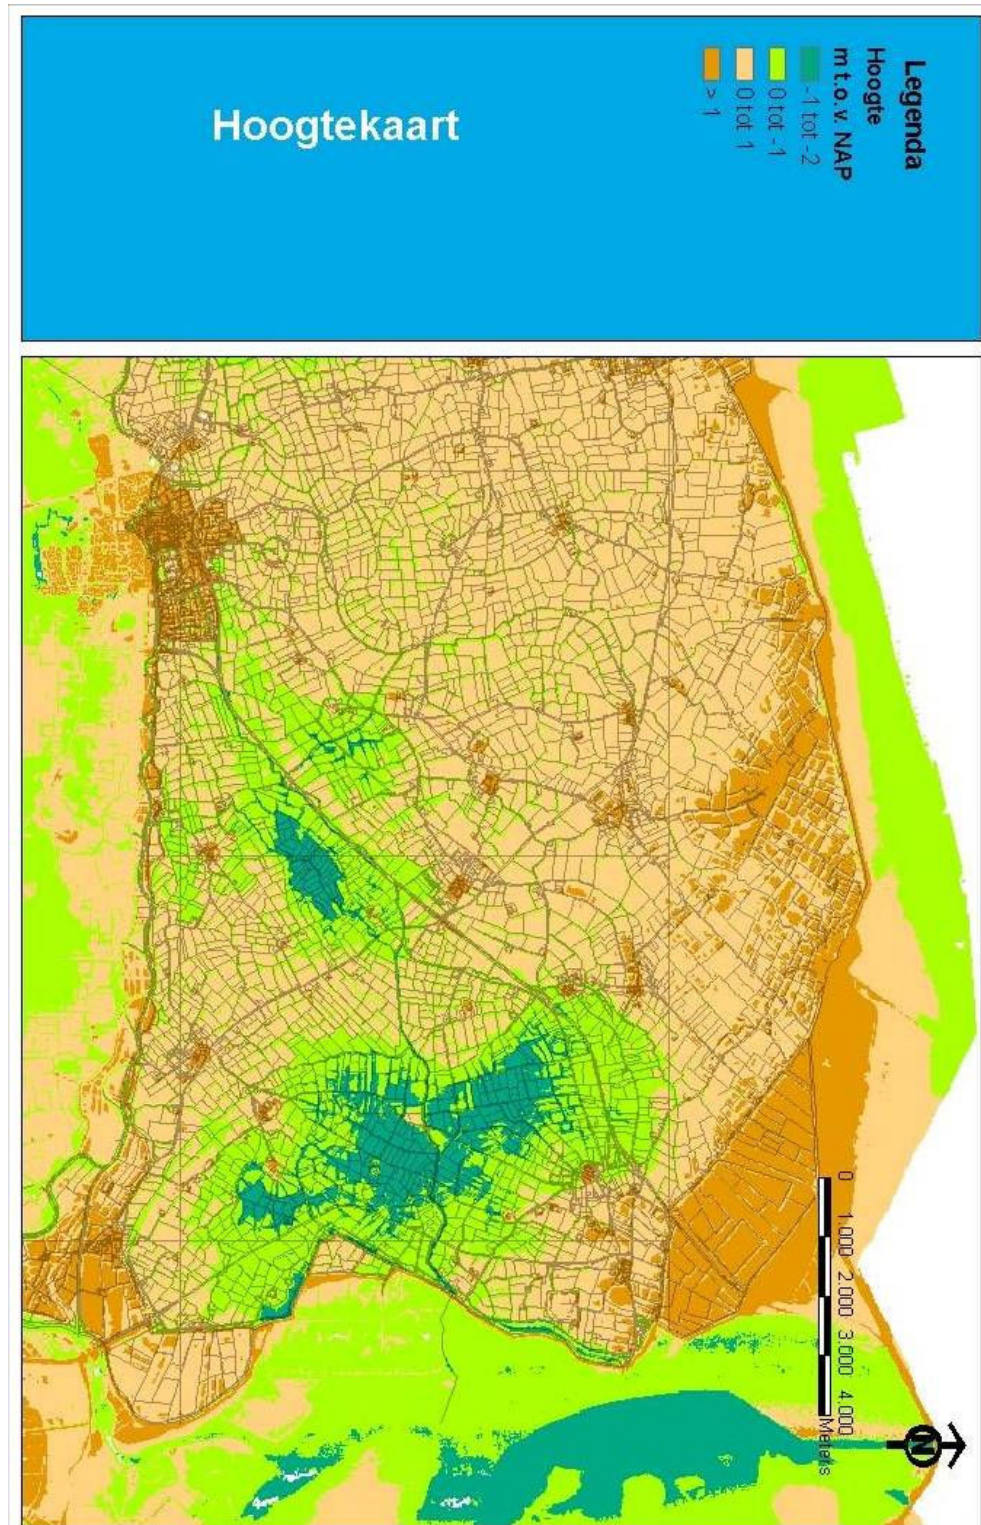 Hoogtekaart
Legenda
Hoogte
m t.o.v. NAP
-1 tot -2
0 tot -1
0 tot 1
> 1
0 1.000 2.000 3.000 4.000
Meters
N